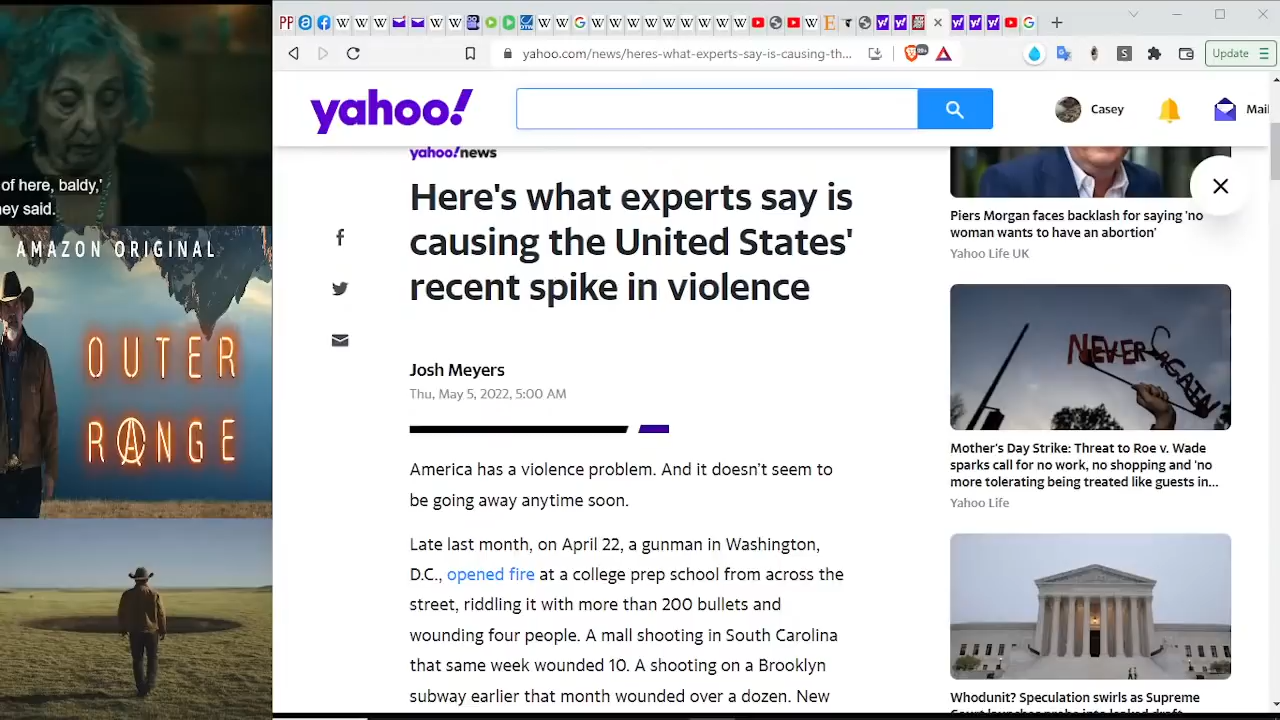 of here, baldy,'
ey said.
AMAZON ORIGINAL
OUTER
RANGE
yahoo.com/news/heres-what-experts-say-is-causing-th...
Update
yahoo!
Casey
Mail
yahoo!news
Here's what experts say is
causing the United States'
recent spike in violence
Josh Meyers
Thu, May 5, 2022, 5:00 AM
America has a violence problem. And it doesn't seem to
be going away anytime soon.
Late last month, on April 22, a gunman in Washington,
D.C., opened fire at a college prep school from across the
street, riddling it with more than 200 bullets and
wounding four people. A mall shooting in South Carolina
that same week wounded 10. A shooting on a Brooklyn
subway earlier that month wounded over a dozen. New
Piers Morgan faces backlash for saying 'no
woman wants to have an abortion'
Yahoo Life UK
NEVER AGAIN
Mother's Day Strike: Threat to Roe v. Wade
sparks call for no work, no shopping and 'no
more tolerating being treated like guests in...
Yahoo Life
Whodunit? Speculation swirls as Supreme